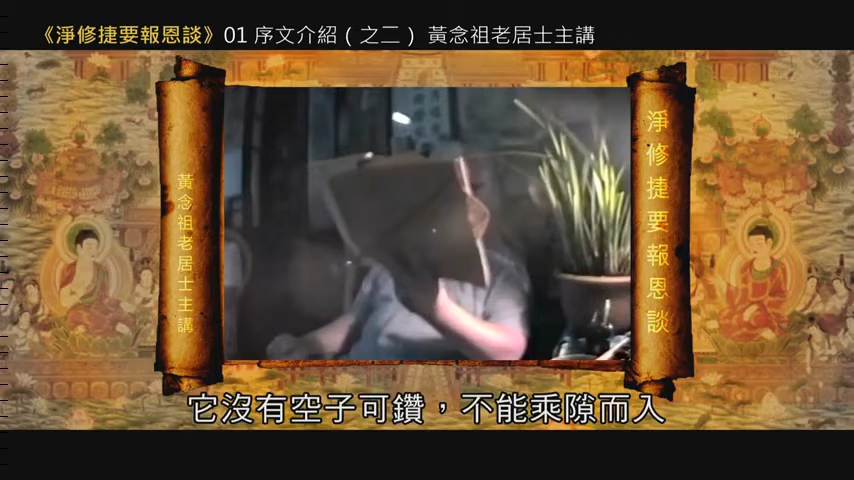 《淨修捷要報恩談》01 序文介紹（之二） 黃念祖老居士主講
淨修捷要報恩談
黃念祖老居士主講
它沒有空子可鑽，不能乘隙而入